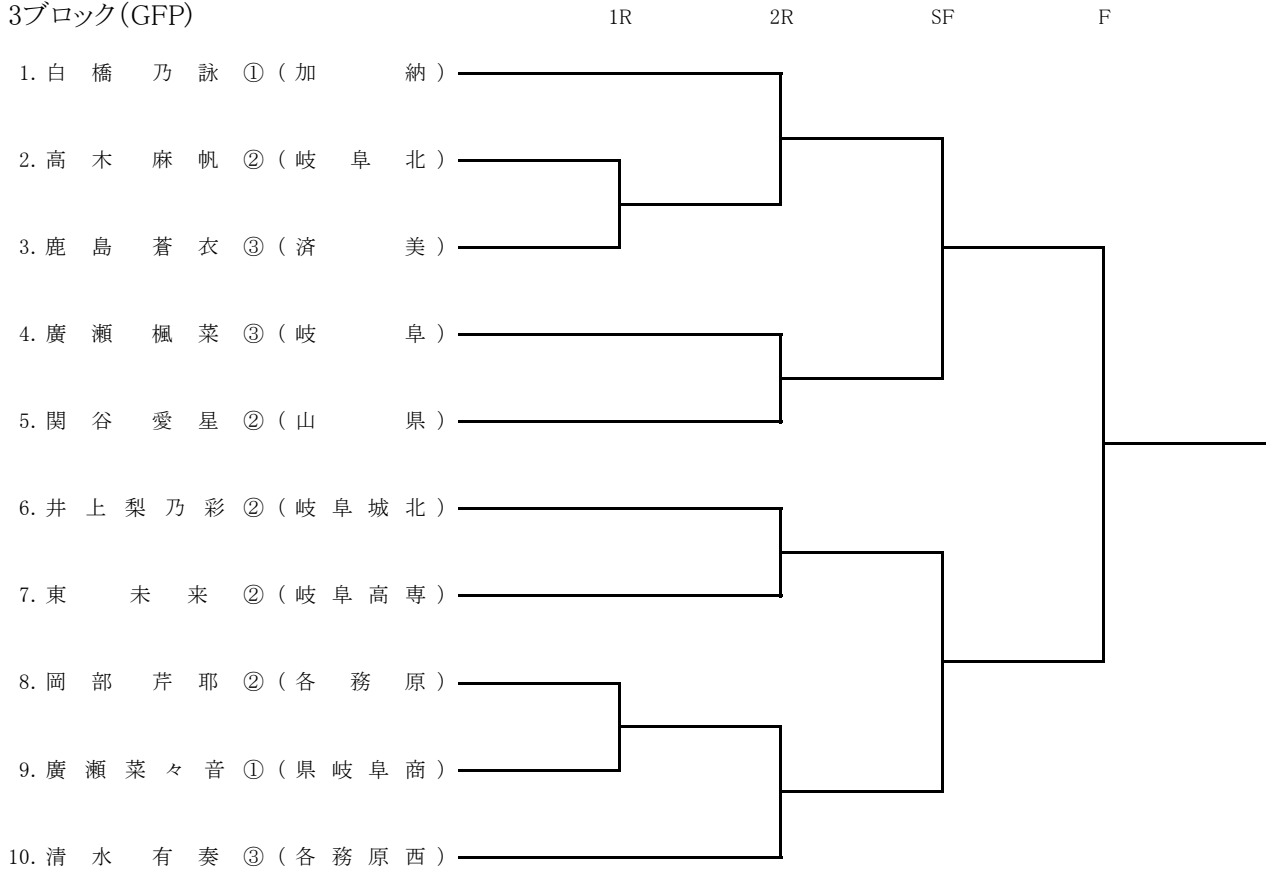 3ブロック(GFP) 1R 2R SF F
1. 白橋 乃詠 ① (加納)
2. 高木 麻帆 ② (岐阜北)
3. 鹿島 蒼衣 ③ (済美)
4. 廣瀬 楓菜 ③ (岐阜)
5. 関谷 愛星 ② (山県)
6. 井上梨乃彩 ② (岐阜城北)
7. 東 未来 ② (岐阜高専)
8. 岡部 芹耶 ② (各務原)
9. 廣瀬菜々音 ① (県岐阜商)
10. 清水 有奏 ③ (各務原西)